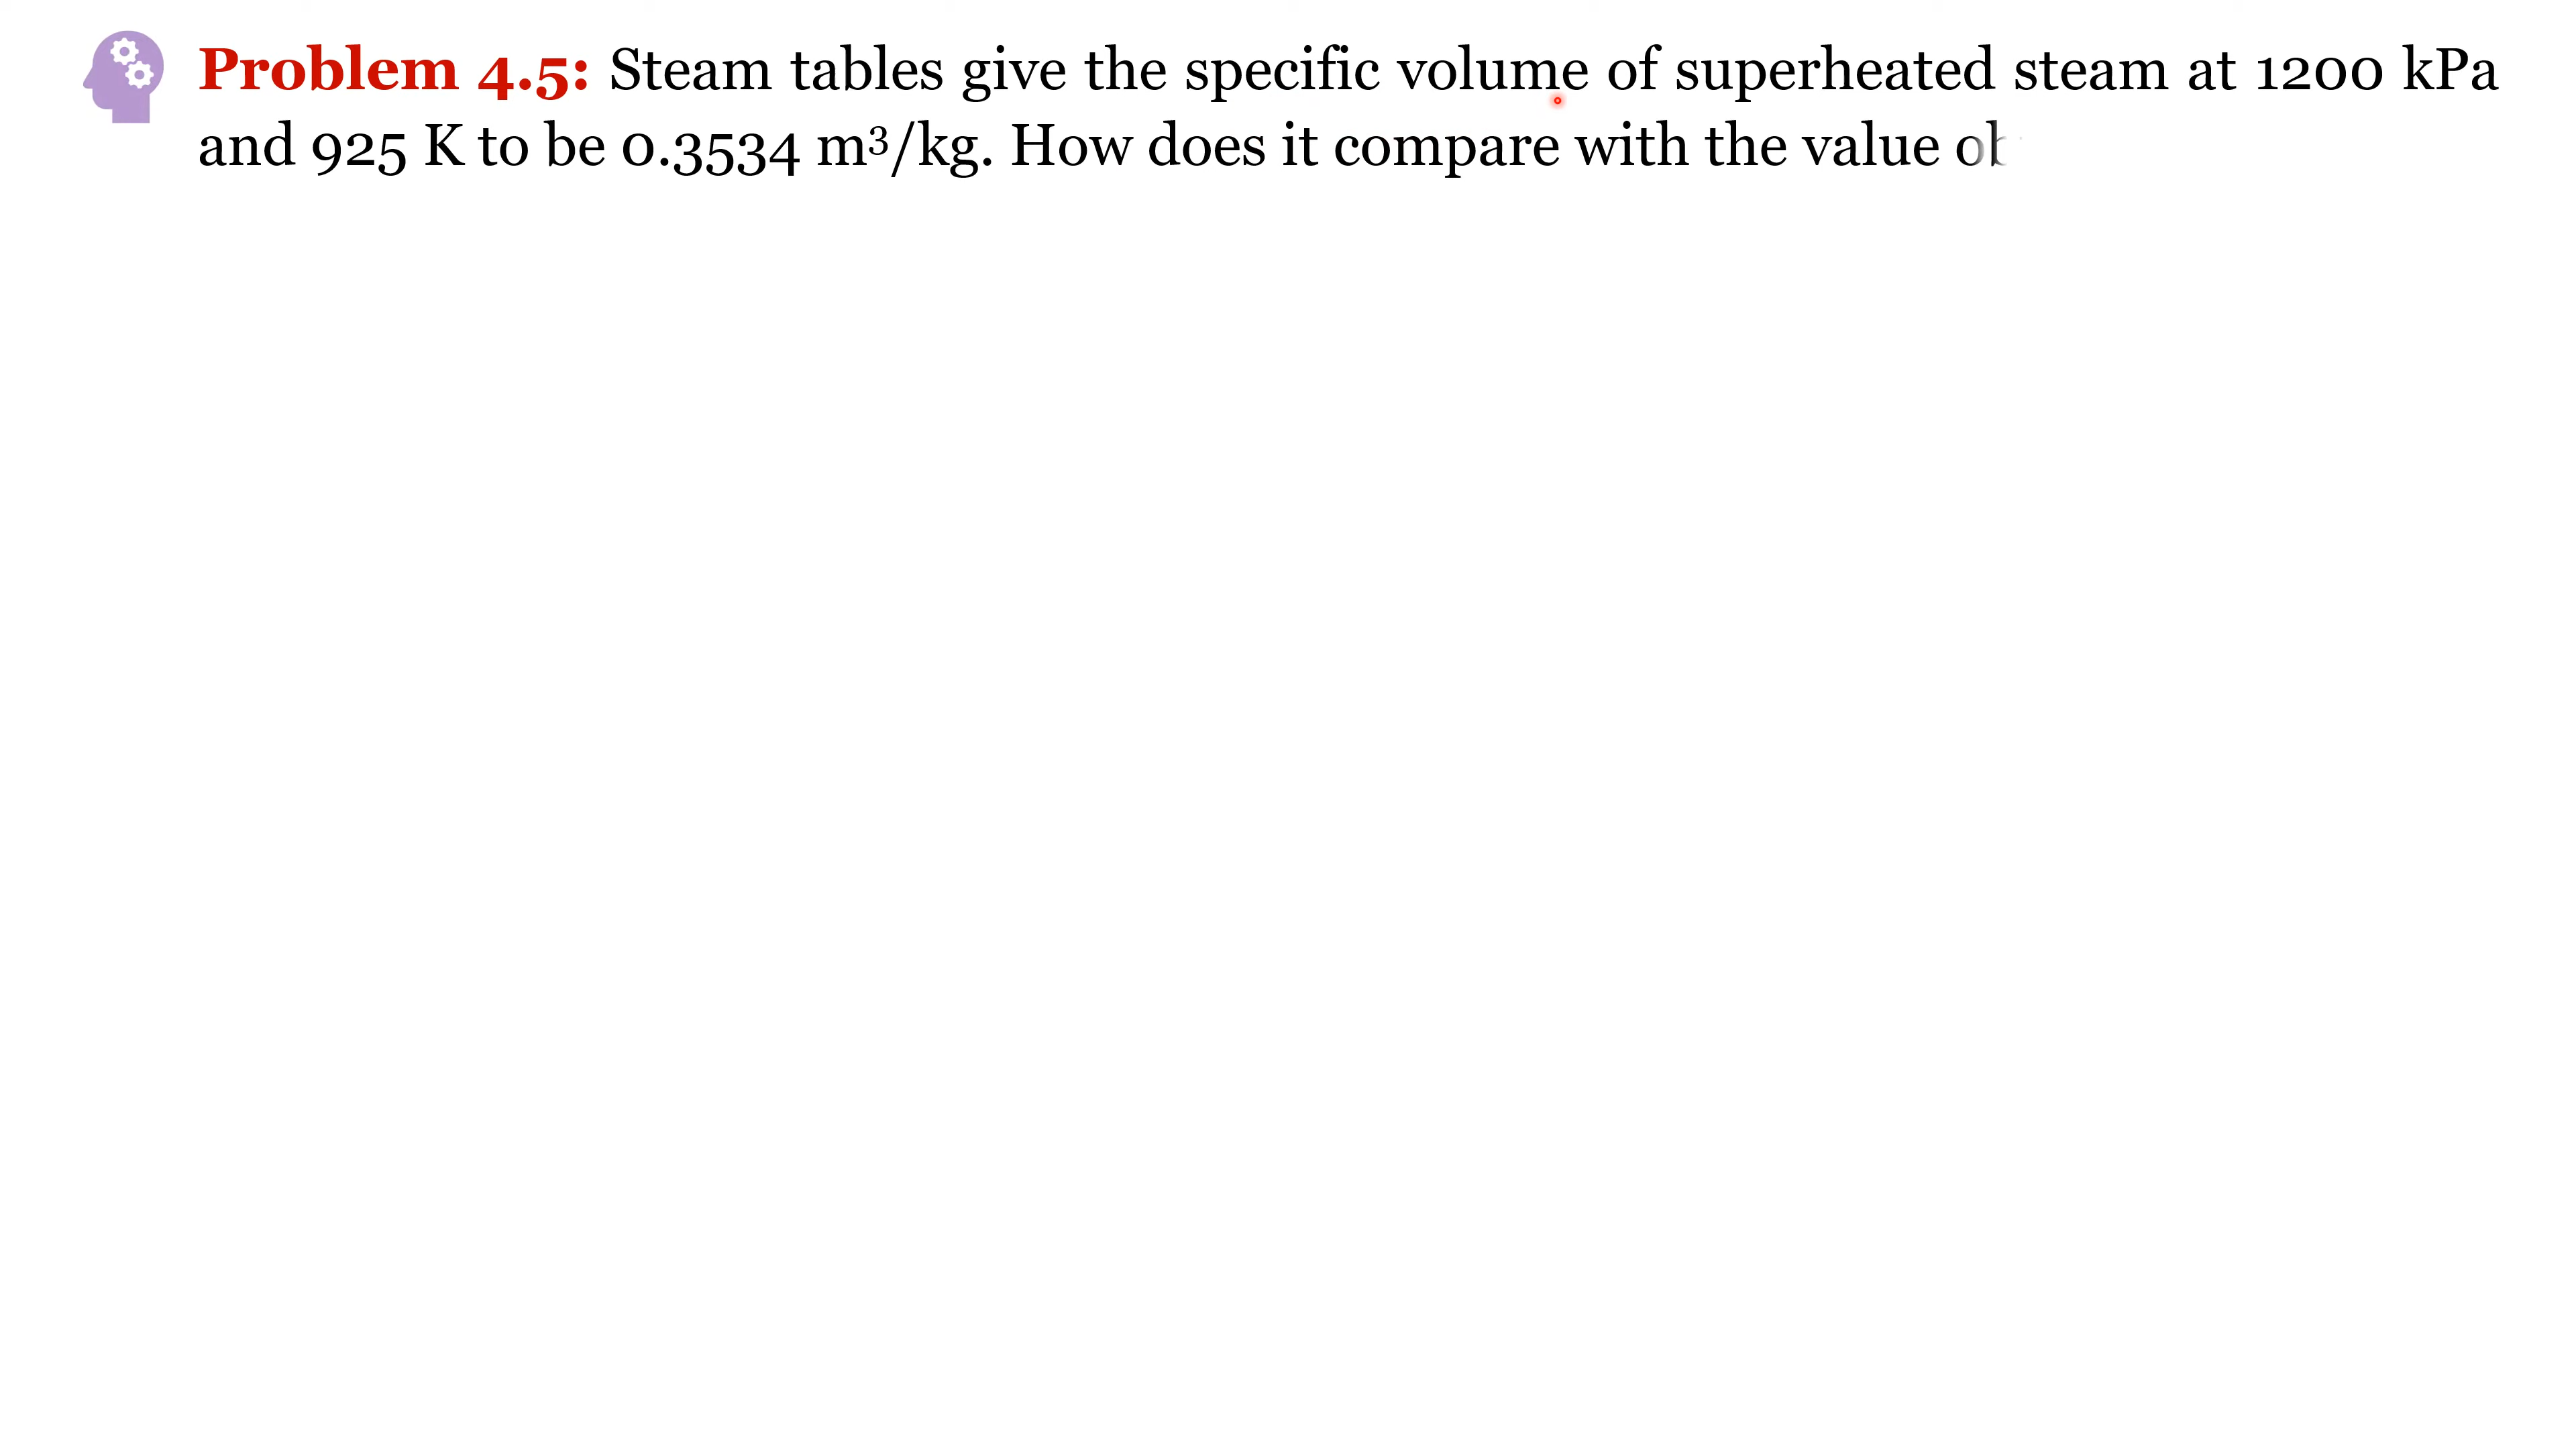 Problem 4.5: Steam tables give the specific volume of superheated steam at 1200 kPa
and 925 K to be 0.3534 m³/kg. How does it compare with the value